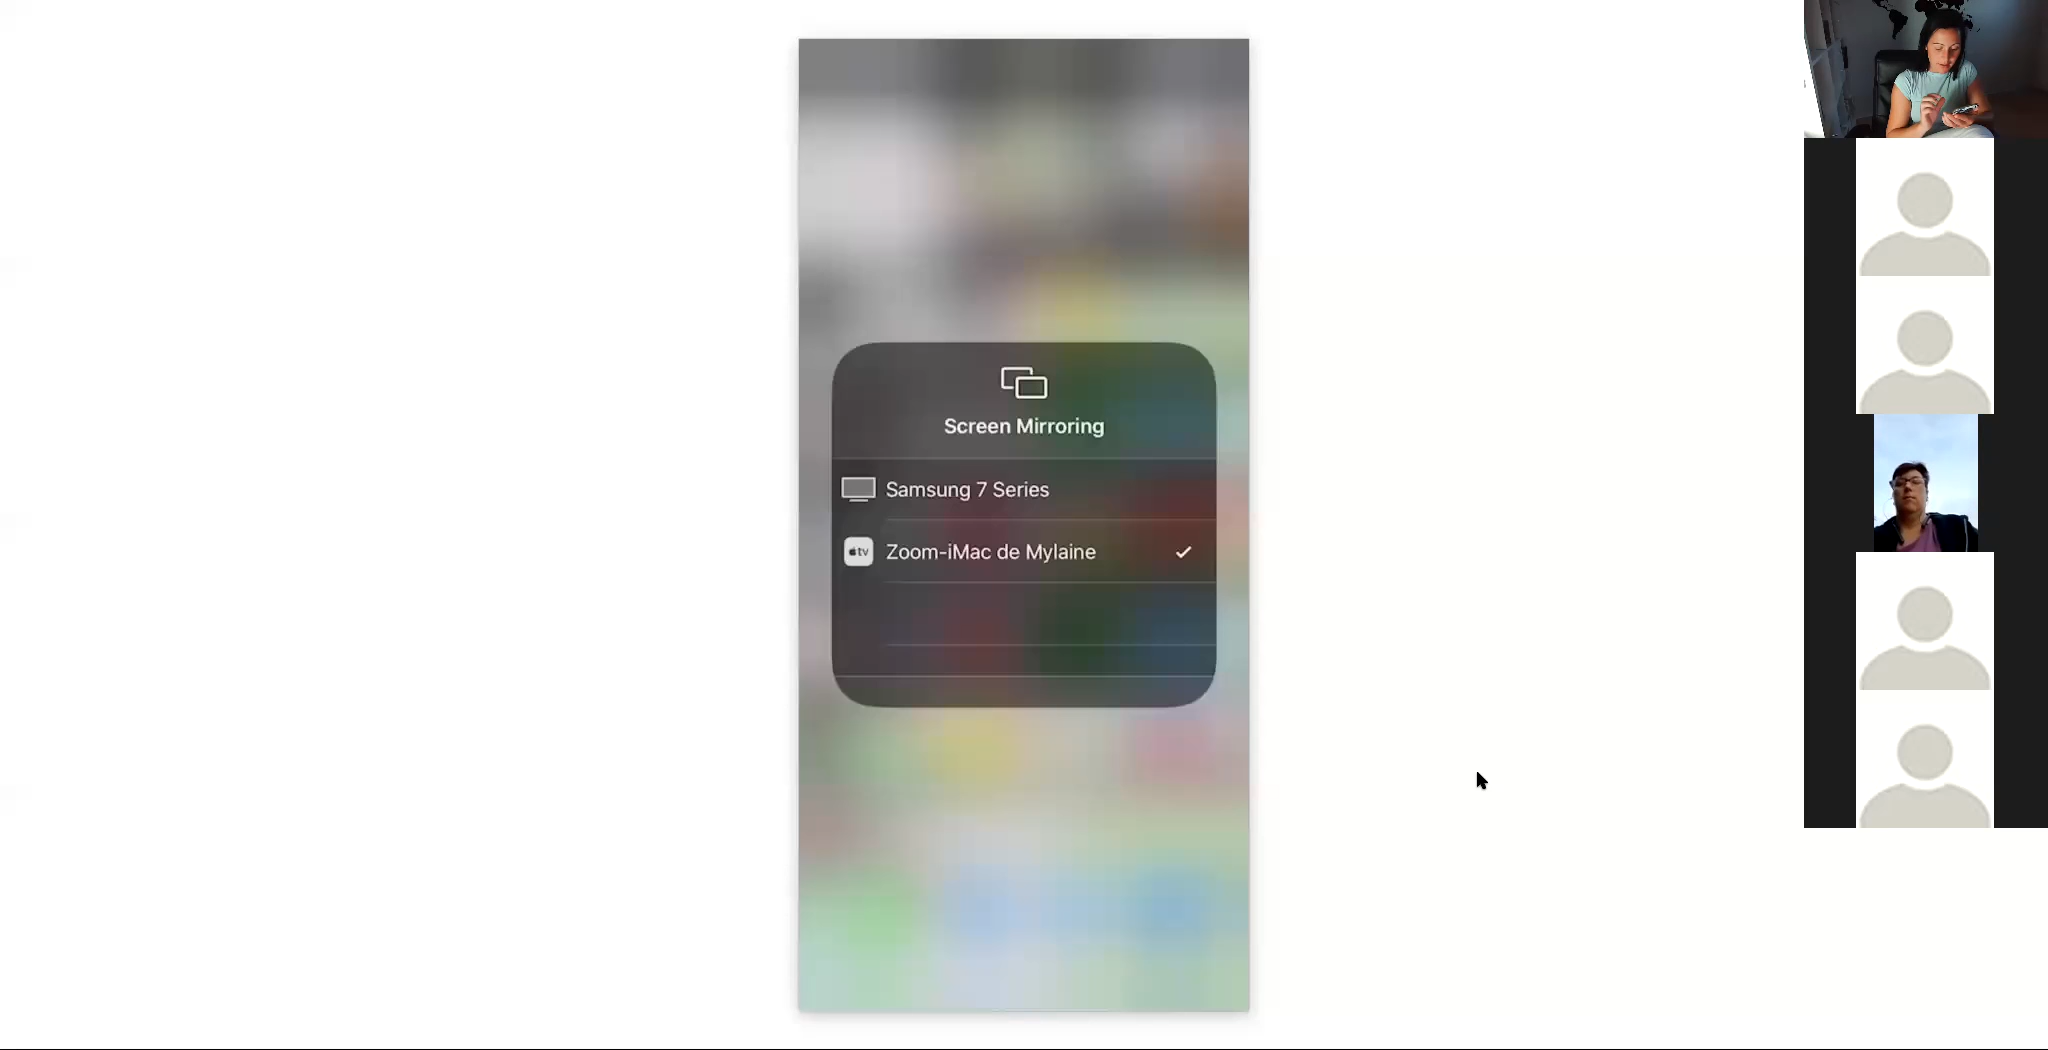 Screen Mirroring
Samsung 7 Series
tv
Zoom-iMac de Mylaine